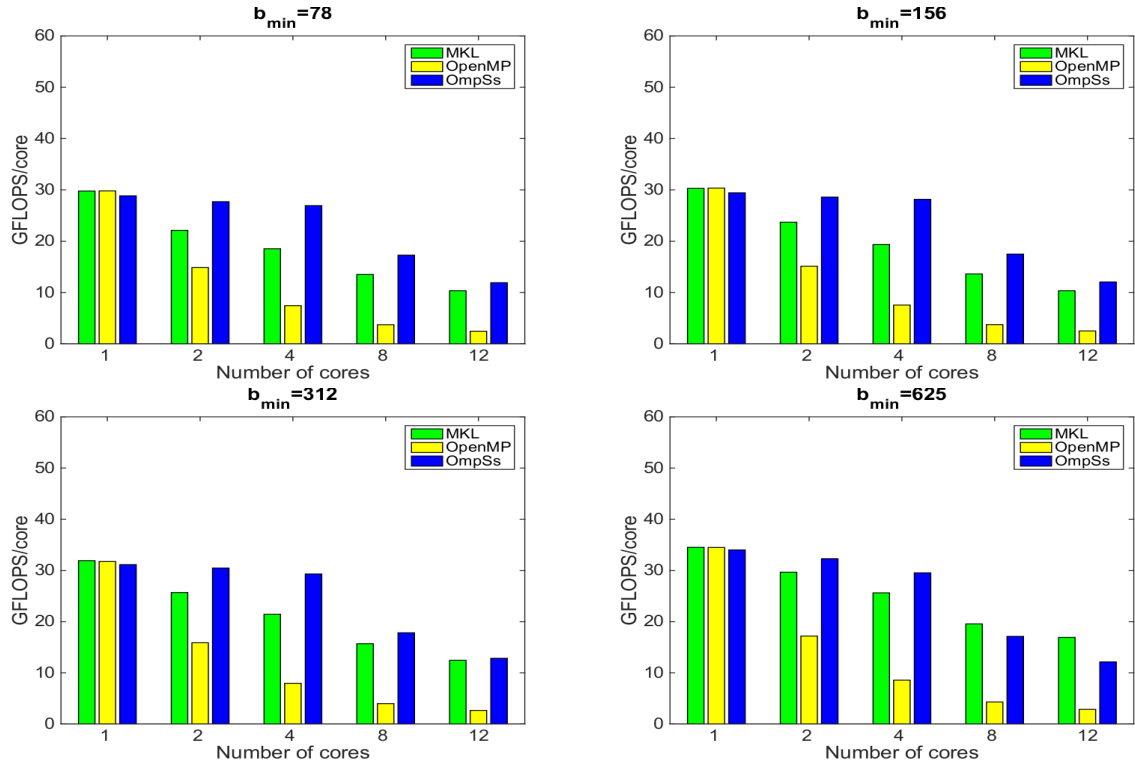 b_min=78
60
50
40
30
20
10
0
GFLOPS/core
MKL
OpenMP
OmpSs
1 2 4 8 12
Number of cores
b_min=156
60
50
40
30
20
10
0
GFLOPS/core
MKL
OpenMP
OmpSs
1 2 4 8 12
Number of cores
b_min=312
60
50
40
30
20
10
0
GFLOPS/core
MKL
OpenMP
OmpSs
1 2 4 8 12
Number of cores
b_min=625
60
50
40
30
20
10
0
GFLOPS/core
MKL
OpenMP
OmpSs
1 2 4 8 12
Number of cores